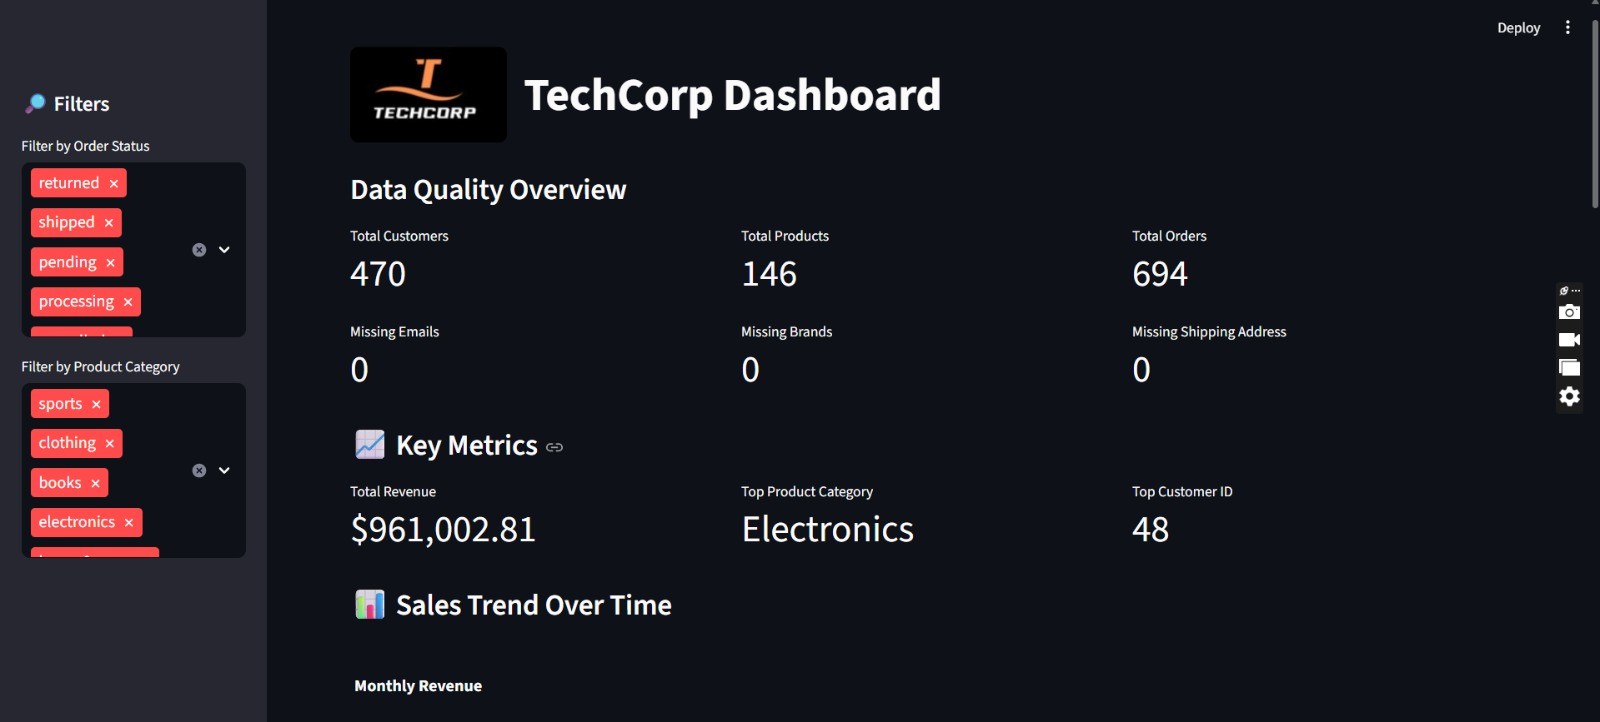 Deploy
TECHCORP
TechCorp Dashboard
Filters
Filter by Order Status
returned
shipped
pending
processing
Filter by Product Category
sports
clothing
books
electronics
Data Quality Overview
Total Customers
470
Total Products
146
Total Orders
694
Missing Emails
0
Missing Brands
0
Missing Shipping Address
0
Key Metrics
Total Revenue
$961,002.81
Top Product Category
Electronics
Top Customer ID
48
Sales Trend Over Time
Monthly Revenue